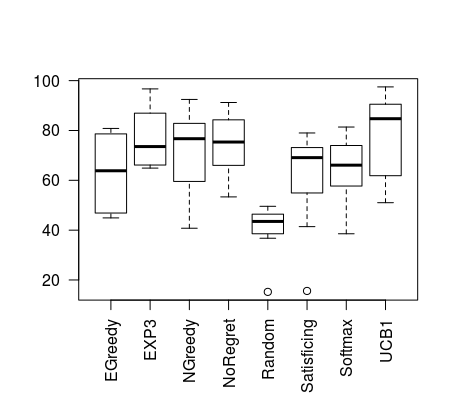 100
80
60
40
20
EGreedy
EXP3
NGreedy
NoRegret
Random
Satisficing
Softmax
UCB1